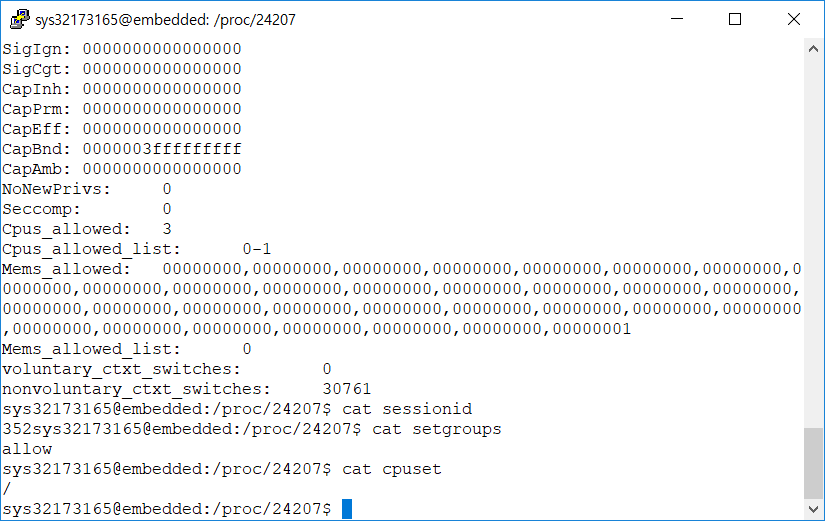 sys32173165@embedded: /proc/24207
SigIgn: 0000000000000000
SigCgt: 0000000000000000
CapInh: 0000000000000000
CapPrm: 0000000000000000
CapEff: 0000000000000000
CapBnd: 0000003fffffffff
CapAmb: 0000000000000000
NoNewPrivs:     0
Seccomp:        0
Cpus_allowed:   3
Cpus_allowed_list:      0-1
Mems_allowed:   00000000,00000000,00000000,00000000,00000000,00000000,00000000,0
0000000,00000000,00000000,00000000,00000000,00000000,00000000,00000000,00000000,
00000000,00000000,00000000,00000000,00000000,00000000,00000000,00000000,00000000
,00000000,00000000,00000000,00000000,00000000,00000000,00000001
Mems_allowed_list:      0
voluntary_ctxt_switches:        0
nonvoluntary_ctxt_switches:     30761
sys32173165@embedded:/proc/24207$ cat sessionid
352sys32173165@embedded:/proc/24207$ cat setgroups
allow
sys32173165@embedded:/proc/24207$ cat cpuset
/
sys32173165@embedded:/proc/24207$